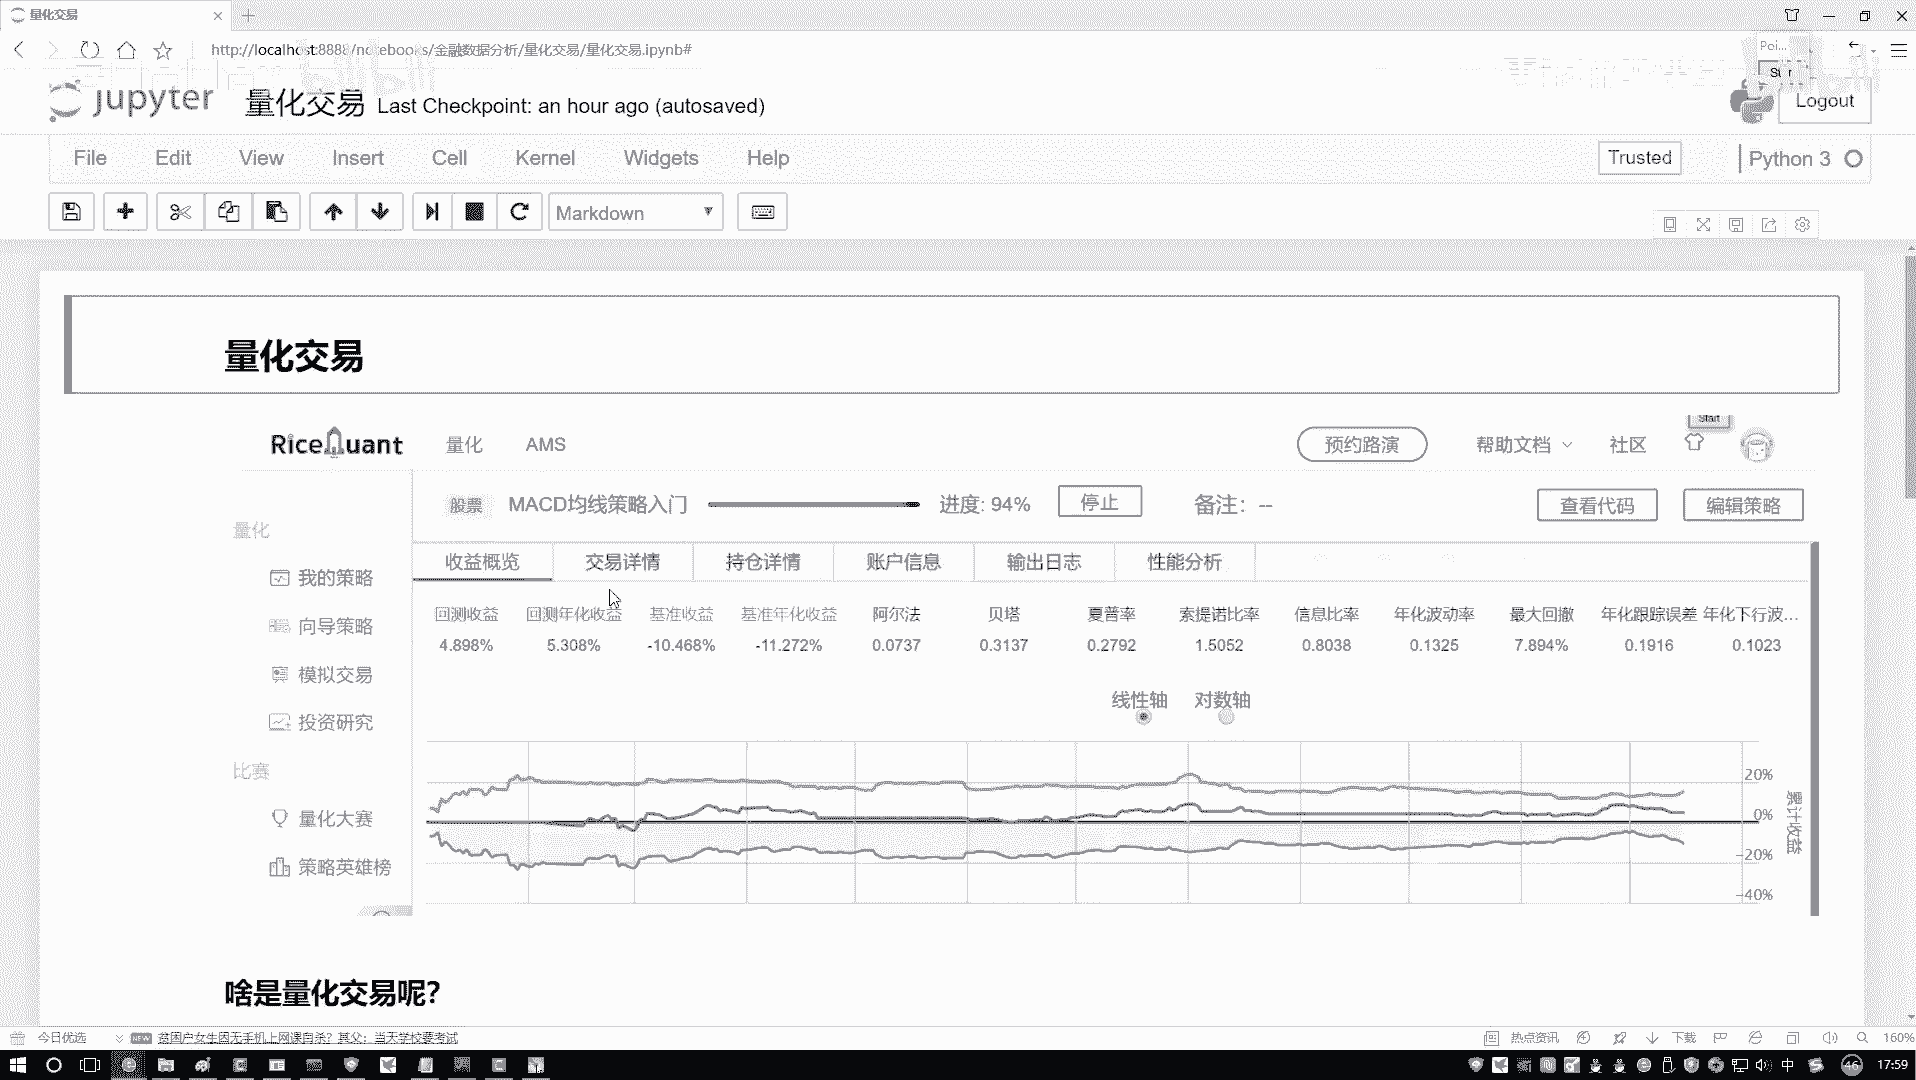 量化交易
http://localhost:8888/notebooks/金融数据分析/量化交易/量化交易.ipynb#
jupyter 量化交易 Last Checkpoint: an hour ago (autosaved)
Logout
File Edit View Insert Cell Kernel Widgets Help
Trusted Python 3
Markdown
量化交易
Start
RiceQuant 量化 AMS 预约路演 帮助文档 社区
股票 MACD均线策略入门 进度: 94% 停止 备注: -- 查看代码 编辑策略
量化
我的策略
向导策略
模拟交易
投资研究
比赛
量化大赛
策略英雄榜
收益概览 交易详情 持仓详情 账户信息 输出日志 性能分析
回测收益 回测年化收益 基准收益 基准年化收益 阿尔法 贝塔 夏普率 索提诺比率 信息比率 年化波动率 最大回撤 年化跟踪误差 年化下行波...
4.898% 5.308% -10.468% -11.272% 0.0737 0.3137 0.2792 1.5052 0.8038 0.1325 7.894% 0.1916 0.1023
线性轴 对数轴
20%
0%
-20%
-40%
累计收益
啥是量化交易呢?
今日优选 NEW 贫困户女生因无手机上网课自杀？其父：当天学校要考试
热点资讯 下载 160%
中 46 17:59